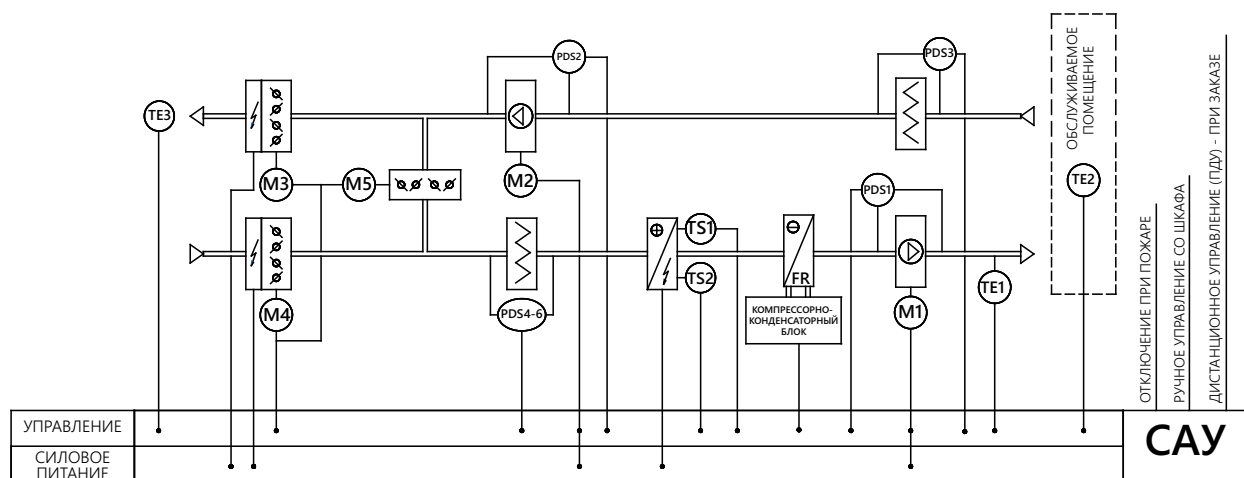 PDS2
PDS3
TE3
M3
M5
M2
ОБСЛУЖИВАЕМОЕ
ПОМЕЩЕНИЕ
TE2
PDS1
TS1
TS2
FR
M4
PDS4-6
КОМПРЕССОРНО-
КОНДЕНСАТОРНЫЙ
БЛОК
M1
TE1
ОТКЛЮЧЕНИЕ ПРИ ПОЖАРЕ
РУЧНОЕ УПРАВЛЕНИЕ СО ШКАФА
ДИСТАНЦИОННОЕ УПРАВЛЕНИЕ (ПДУ) - ПРИ ЗАКАЗЕ
УПРАВЛЕНИЕ
СИЛОВОЕ
ПИТАНИЕ
САУ